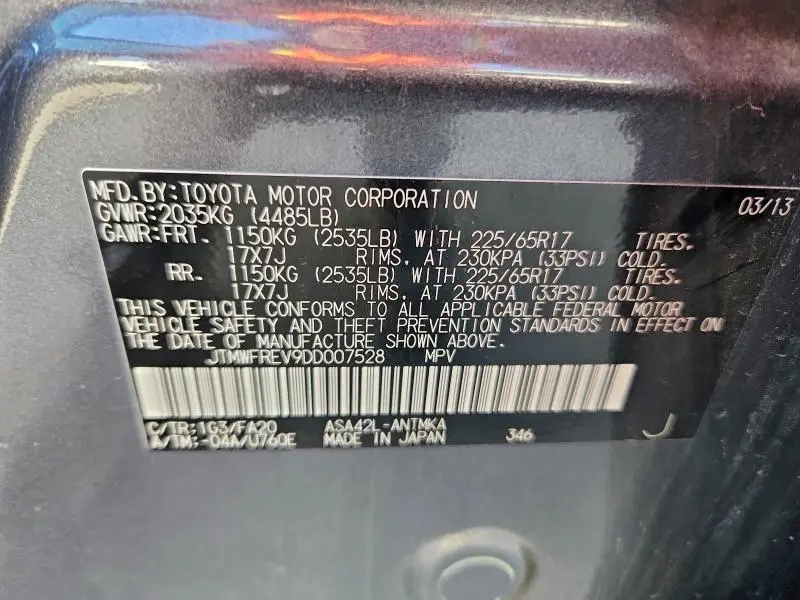 MFD.BY:TOYOTA MOTOR CORPORATION 03/13
GVWR:2035KG (4485LB)
GAWR:FRT. 1150KG (2535LB) WITH 225/65R17 TIRES.
17X7J RIMS, AT 230KPA (33PSI) COLD.
RR. 1150KG (2535LB) WITH 225/65R17 TIRES.
17X7J RIMS, AT 230KPA (33PSI) COLD.
THIS VEHICLE CONFORMS TO ALL APPLICABLE FEDERAL MOTOR
VEHICLE SAFETY AND THEFT PREVENTION STANDARDS IN EFFECT ON
THE DATE OF MANUFACTURE SHOWN ABOVE.
JTMWFREV9DD007528 MPV
C/TR:1G3/FA20 ASA42L-ANTMKA
A/TM:-04A/U760E MADE IN JAPAN 346 J